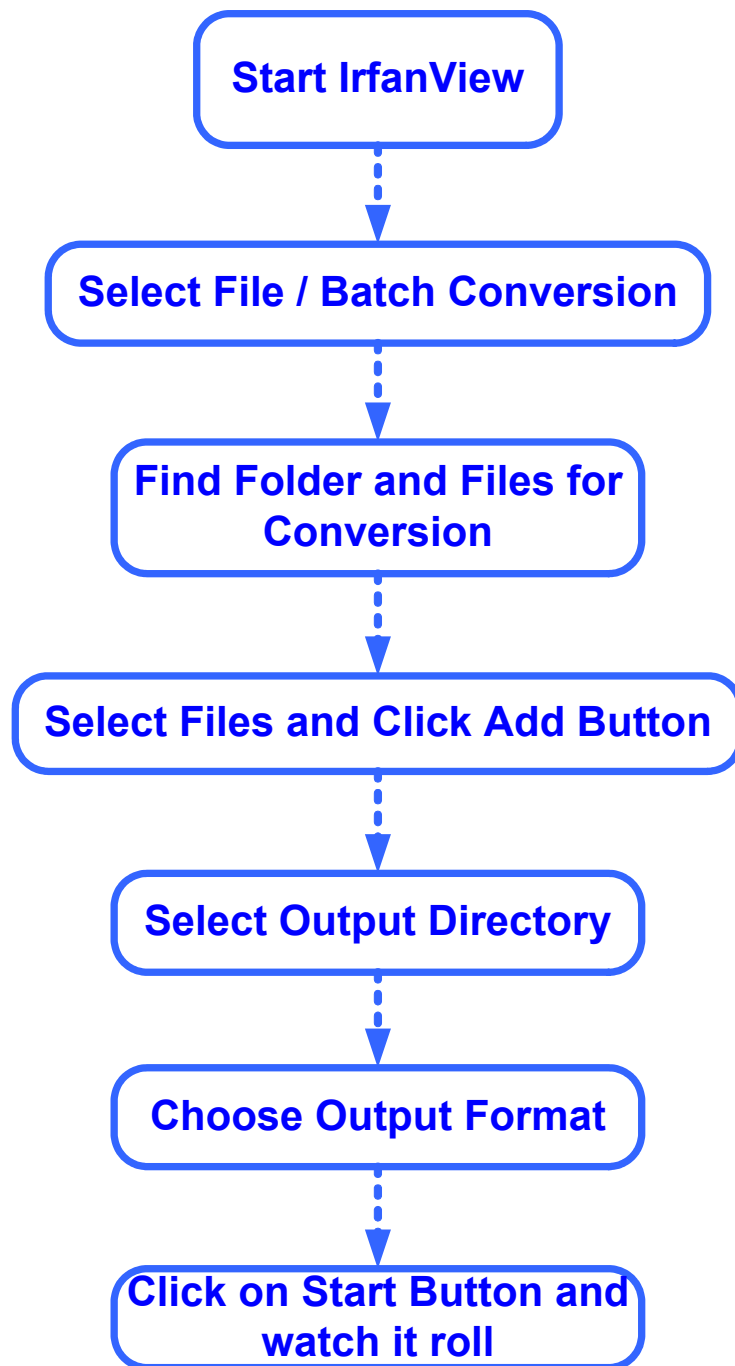 Start IrfanView
Select File / Batch Conversion
Find Folder and Files for
Conversion
Select Files and Click Add Button
Select Output Directory
Choose Output Format
Click on Start Button and
watch it roll